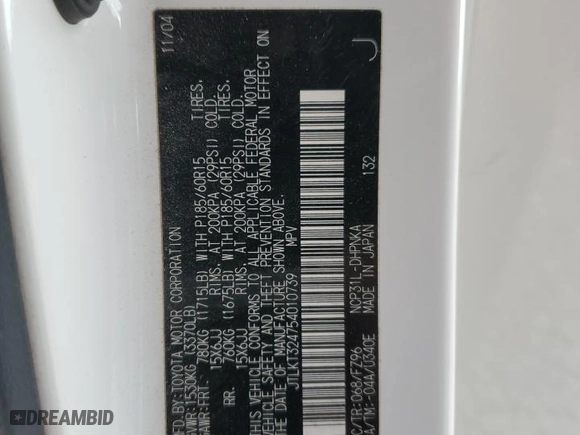 MFD.BY:TOYOTA MOTOR CORPORATION 11/04
GVWR:1530KG (3370LB)
GAWR:FRT. 780KG (1715LB) WITH P185/60R15 TIRES,
15X6JJ RIMS, AT 200KPA (29PSI) COLD.
RR. 760KG (1675LB) WITH P185/60R15 TIRES,
15X6JJ RIMS, AT 200KPA (29PSI) COLD.
THIS VEHICLE CONFORMS TO ALL APPLICABLE FEDERAL MOTOR
VEHICLE SAFETY AND THEFT PREVENTION STANDARDS IN EFFECT ON
THE DATE OF MANUFACTURE SHOWN ABOVE.
JTLKT324754010739 MPV
C/TR:068/FZ96 NCP31L-DHPNKA J
A/TM:-04A/U340E MADE IN JAPAN 132
EPICVIN
EPICVIN
EPICVIN